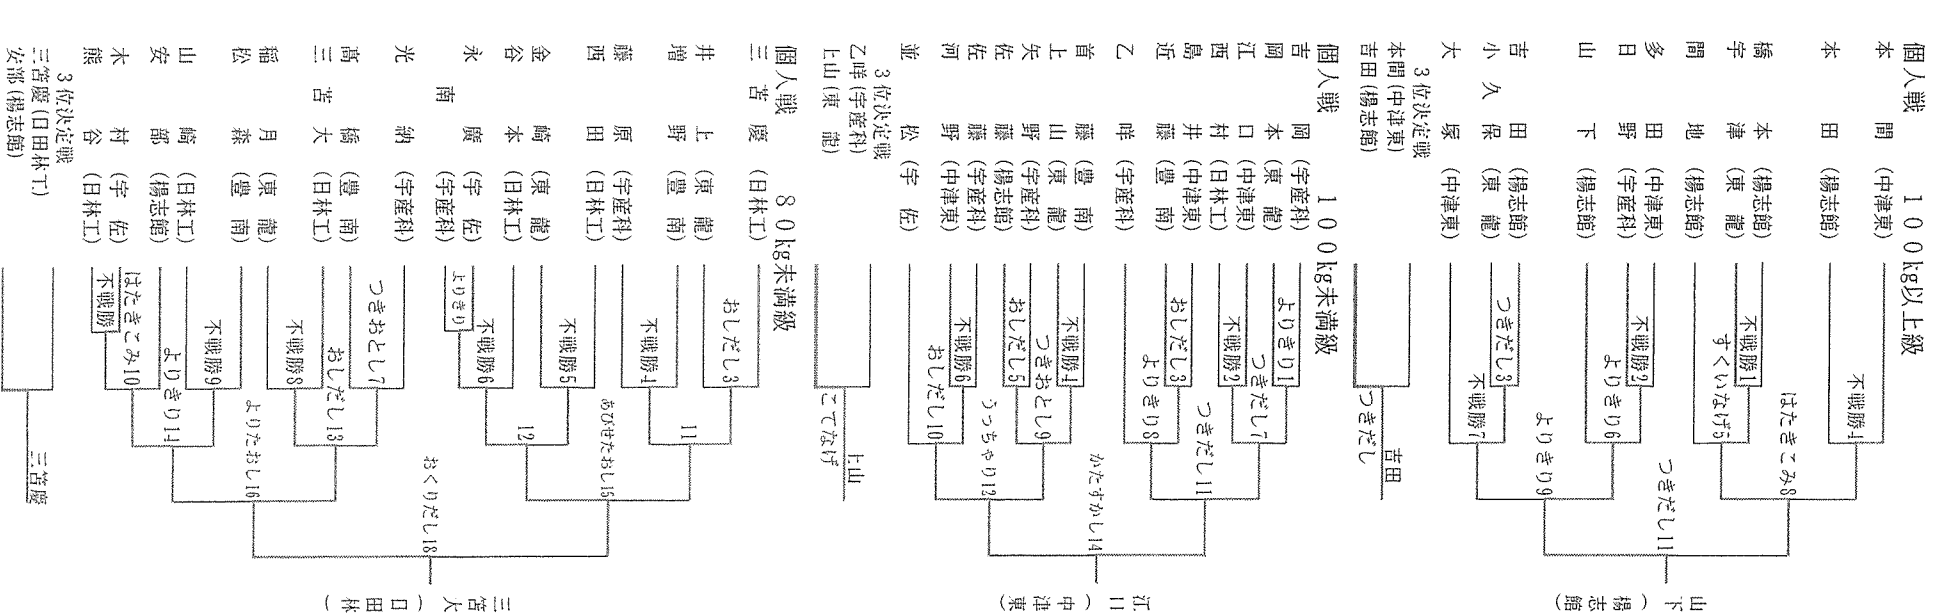 個人戦 100kg以上級
本間 (中津東)
本田 (楊志館)
橋本 (楊志館)
宇津 (東龍)
間地 (楊志館)
多田 (中津東)
日野 (宇産科)
山下 (楊志館)
吉田 (楊志館)
小久保 (東龍)
大塚 (中津東)
不戦勝4
不戦勝1
すくいなげ5
はたきこみ8
不戦勝2
よりきり6
つきだし3
不戦勝7
よりきり9
つきだし11
山下 (楊志館)
3位決定戦
本間 (中津東)
吉田 (楊志館)
吉田
つきだし
個人戦 100kg未満級
吉岡 (宇産科)
岡本 (東龍)
江口 (中津東)
西村 (日林工)
島井 (中津東)
近藤 (豊南)
乙咩 (宇産科)
首藤 (豊南)
上山 (東龍)
矢野 (宇産科)
佐藤 (楊志館)
佐藤 (宇産科)
河野 (中津東)
並松 (宇佐)
よりきり1
つきだし7
不戦勝2
つきだし11
おしだし3
よりきり8
かたすかし14
不戦勝4
つきおとし9
おしだし5
うっちゃり12
不戦勝6
おしだし10
江口 (中津東
3位決定戦
乙咩 (宇産科)
上山 (東龍)
上山
こてなげ
個人戦 80kg未満級
三苫慶 (日林工)
井上 (東龍)
増野 (豊南)
藤原 (宇産科)
西田 (日林工)
金崎 (東龍)
谷本 (日林工)
永廣 (宇佐)
南 (宇産科)
光納 (宇産科)
髙橋 (豊南)
三苫大 (日林工)
稲月 (東龍)
松森 (豊南)
山崎 (日林工)
安部 (楊志館)
木村 (宇佐)
熊谷 (日林工)
おしだし3
11
不戦勝4
あびせたおし15
不戦勝5
12
不戦勝6
よりきり
おくりだし18
つきおとし7
おしだし13
不戦勝8
よりたおし16
不戦勝9
よりきり14
はたきこみ10
不戦勝
三笘大 (日田林
3位決定戦
三笘慶 (日田林工)
安部 (楊志館)
三笘慶